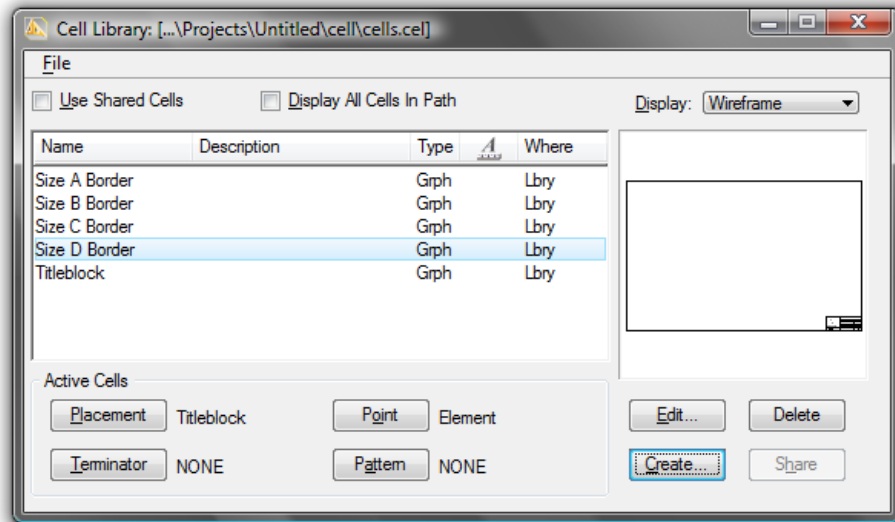 Cell Library: [...\Projects\Untitled\cell\cells.cel]
File
Use Shared Cells Display All Cells In Path Display: Wireframe
Name Description Type A Where
Size A Border Grph Lbry
Size B Border Grph Lbry
Size C Border Grph Lbry
Size D Border Grph Lbry
Titleblock Grph Lbry
Active Cells
Placement Titleblock Point Element Edit... Delete
Terminator NONE Pattern NONE Create... Share